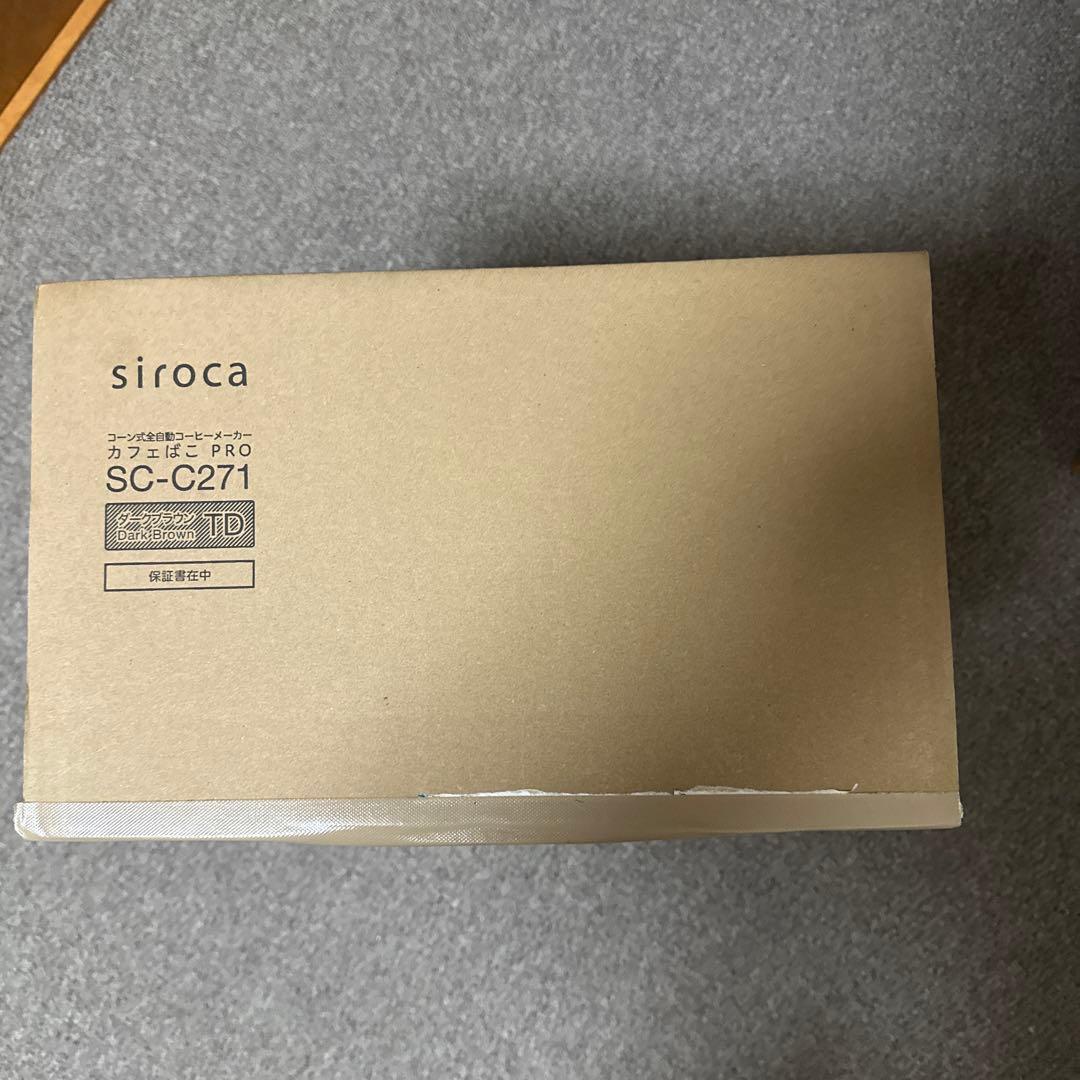 siroca
コーン式全自動コーヒーメーカー
カフェばこ PRO
SC-C271
ダークブラウン TD
Dark Brown
保証書在中